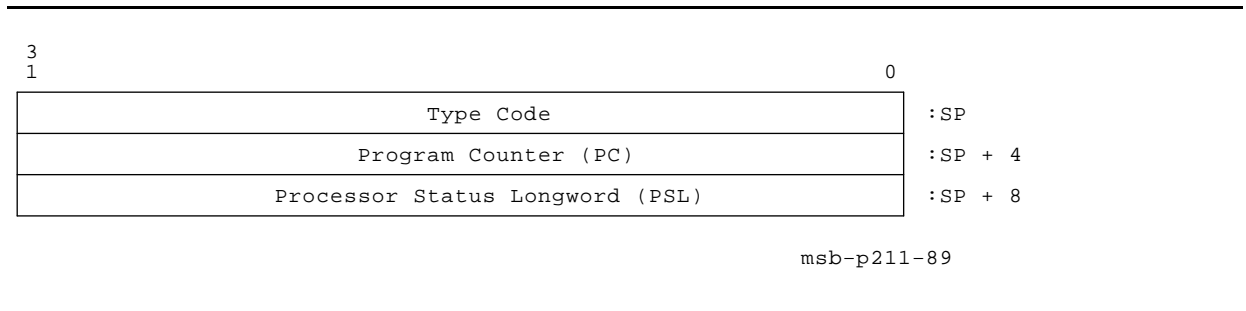 3
1 0
Type Code :SP
Program Counter (PC) :SP + 4
Processor Status Longword (PSL) :SP + 8
msb-p211-89